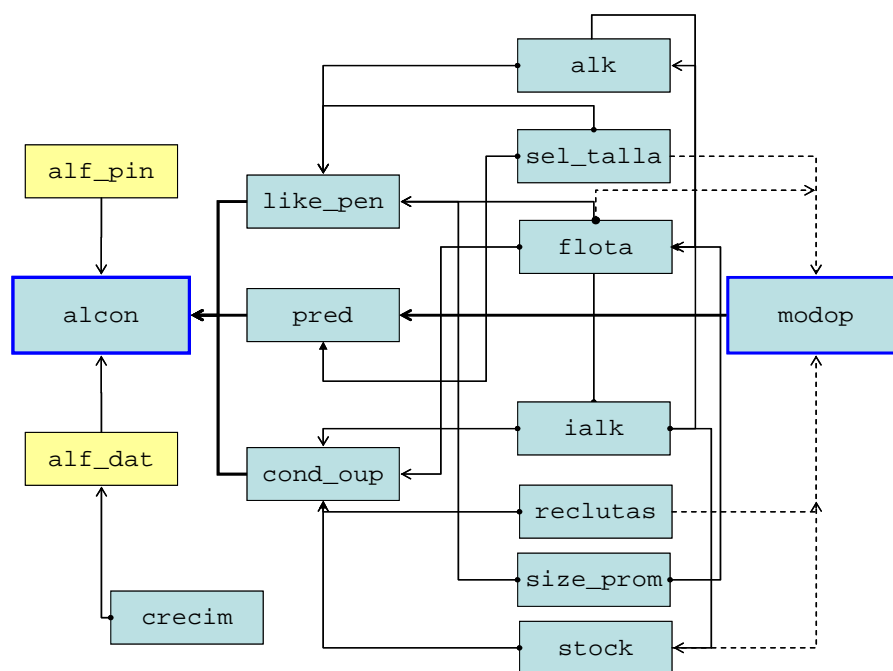 alk
sel_talla
alf_pin
like_pen
flota
alcon
pred
modop
ialk
alf_dat
cond_oup
reclutas
size_prom
crecim
stock